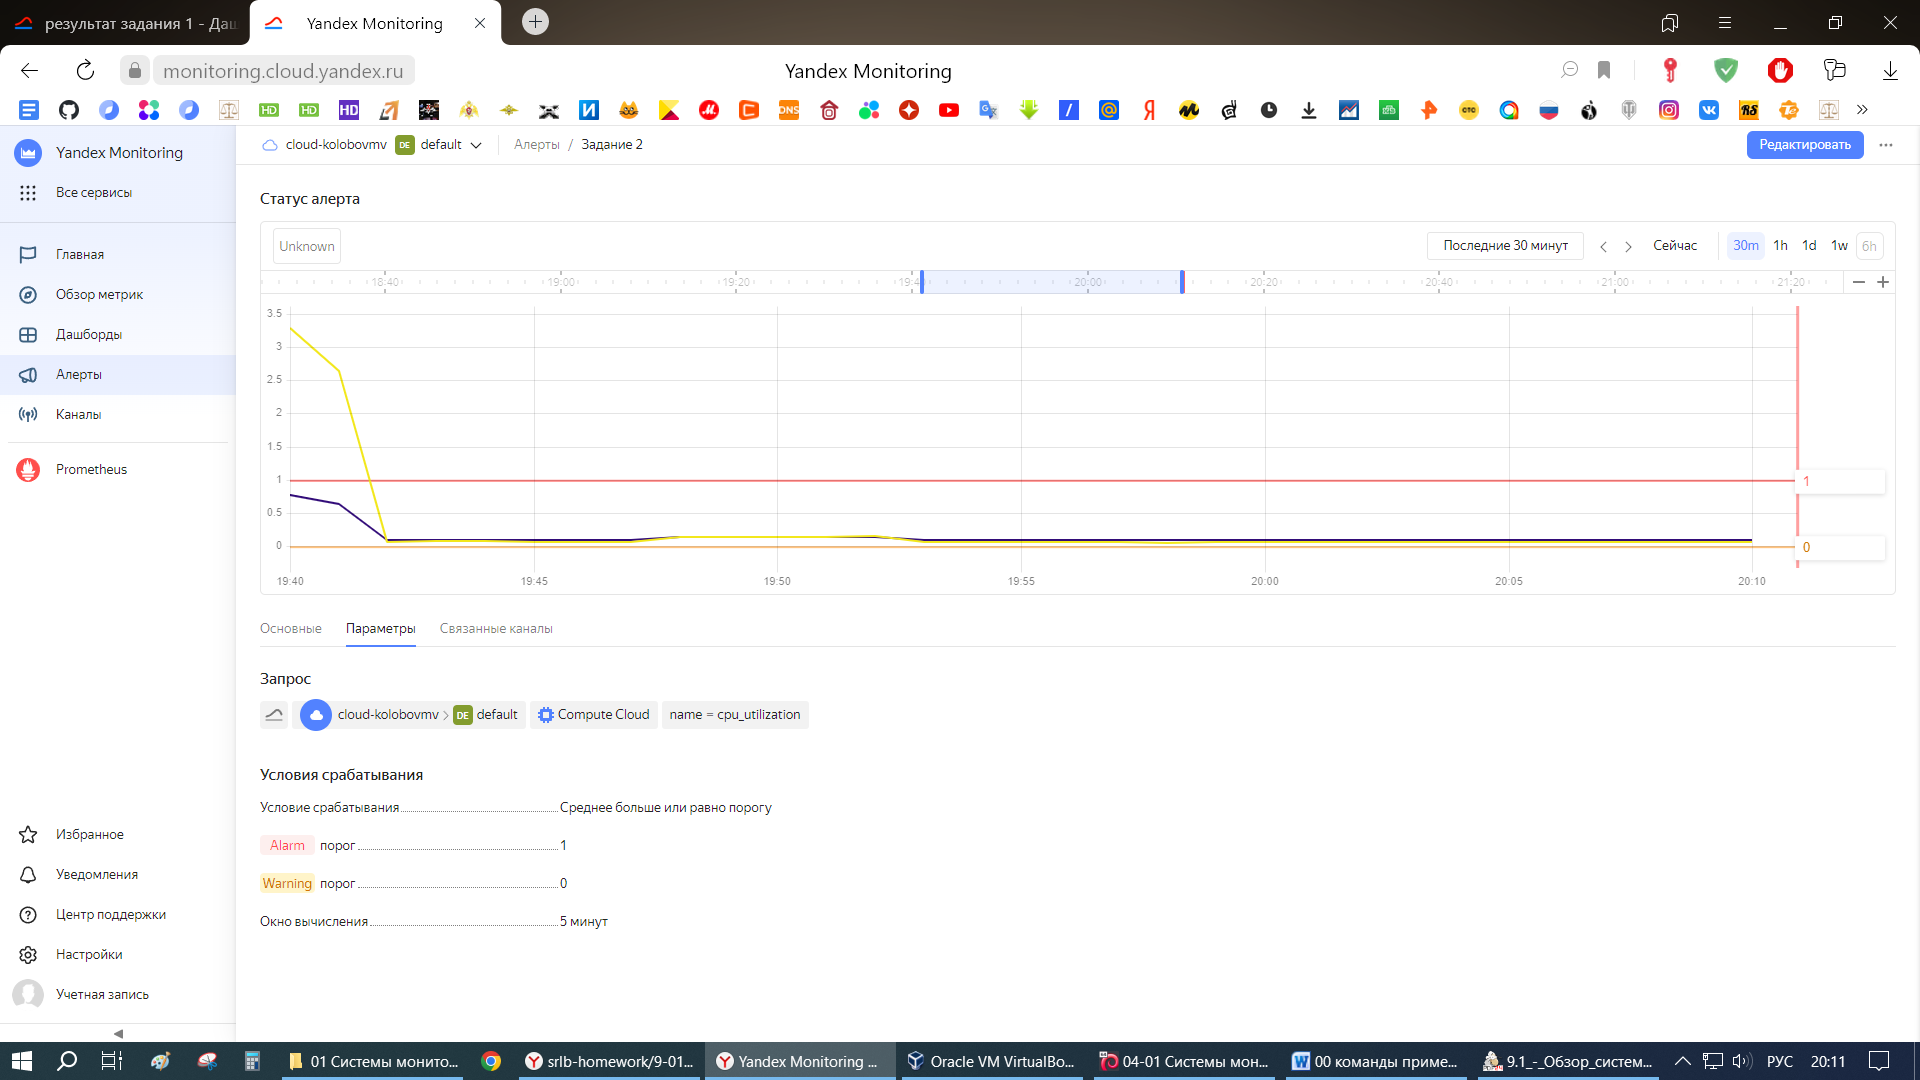 результат задания 1 - Даш
Yandex Monitoring
monitoring.cloud.yandex.ru
Yandex Monitoring
Yandex Monitoring
Все сервисы
Главная
Обзор метрик
Дашборды
Алерты
Каналы
Prometheus
Избранное
Уведомления
Центр поддержки
Настройки
Учетная запись
cloud-kolobovmv DE default Алерты / Задание 2
Редактировать
Статус алерта
Unknown
Последние 30 минут Сейчас 30m 1h 1d 1w 6h
18:40 19:00 19:20 19:4 20:00 20:20 20:40 21:00 21:20
3.5
3
2.5
2
1.5
1
0.5
0
1
0
19:40 19:45 19:50 19:55 20:00 20:05 20:10
Основные Параметры Связанные каналы
Запрос
cloud-kolobovmv > DE default Compute Cloud name = cpu_utilization
Условия срабатывания
Условие срабатывания Среднее больше или равно порогу
Alarm порог 1
Warning порог 0
Окно вычисления 5 минут
01 Системы монито... srlb-homework/9-01... Yandex Monitoring ... Oracle VM VirtualBo... 04-01 Системы мон... 00 команды приме... 9.1_-_Обзор_систем... РУС 20:11